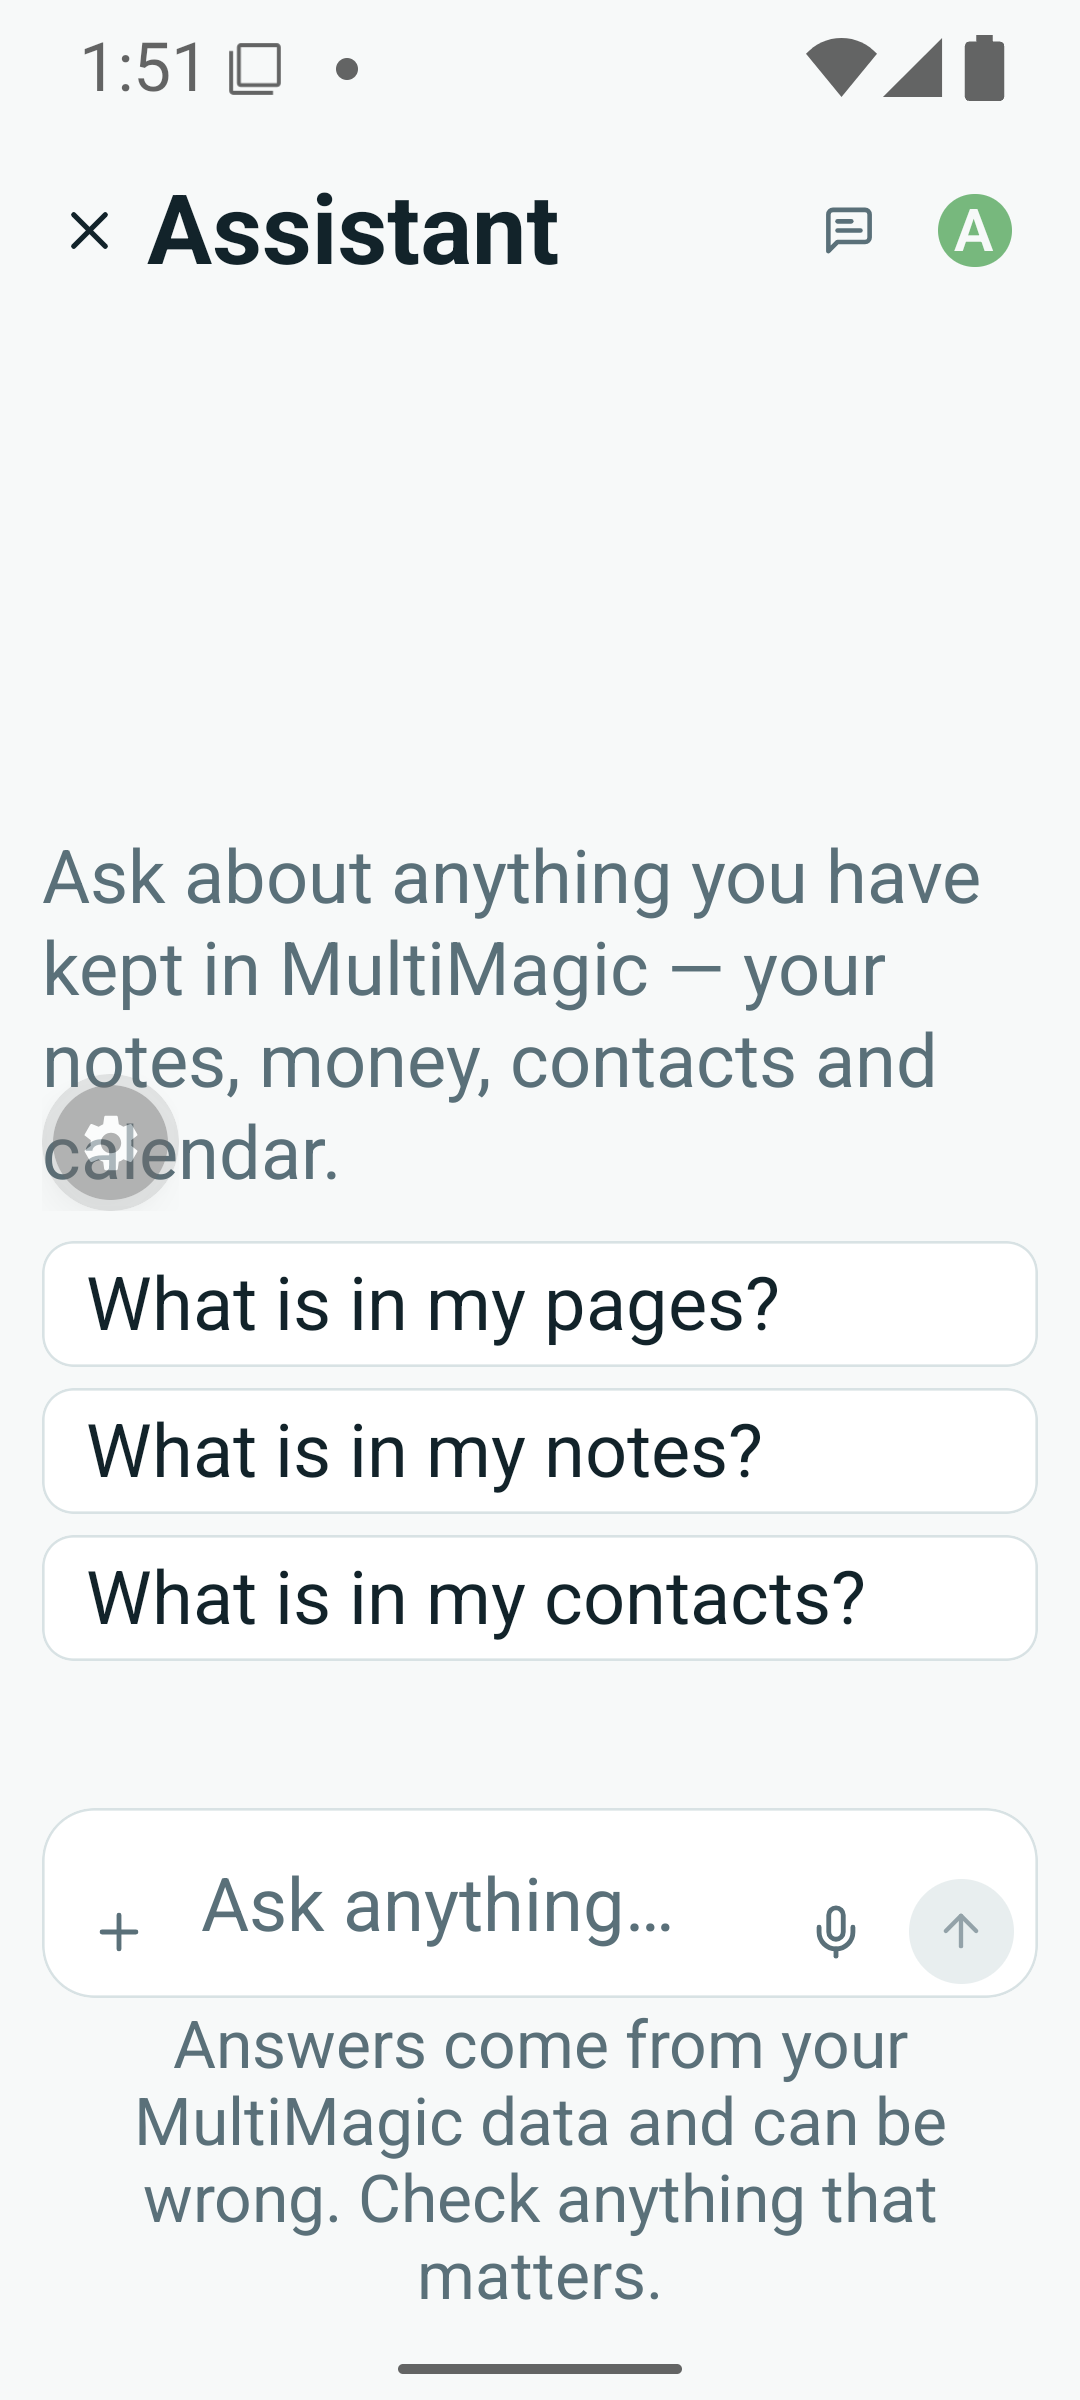 1:51
Assistant
A
Ask about anything you have
kept in MultiMagic — your
notes, money, contacts and
calendar.
What is in my pages?
What is in my notes?
What is in my contacts?
Ask anything...
Answers come from your
MultiMagic data and can be
wrong. Check anything that
matters.